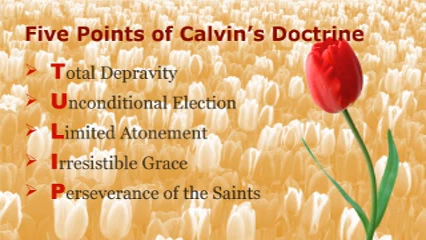 Five Points of Calvin’s Doctrine
Total Depravity
Unconditional Election
Limited Atonement
Irresistible Grace
Perseverance of the Saints